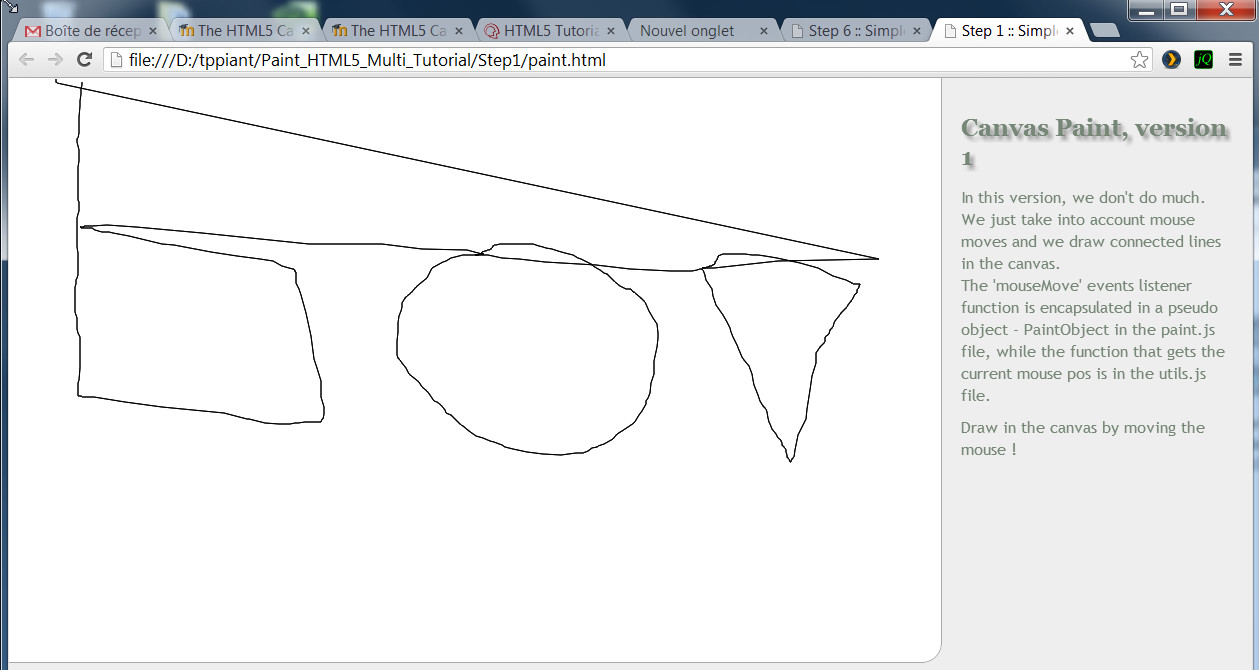 Boîte de récep
The HTML5 Ca
The HTML5 Ca
HTML5 Tutoria
Nouvel onglet
Step 6 :: Simpl
Step 1 :: Simpl
file:///D:/tppiant/Paint_HTML5_Multi_Tutorial/Step1/paint.html
jQ
Canvas Paint, version
1
In this version, we don't do much.
We just take into account mouse
moves and we draw connected lines
in the canvas.
The 'mouseMove' events listener
function is encapsulated in a pseudo
object - PaintObject in the paint.js
file, while the function that gets the
current mouse pos is in the utils.js
file.
Draw in the canvas by moving the
mouse !